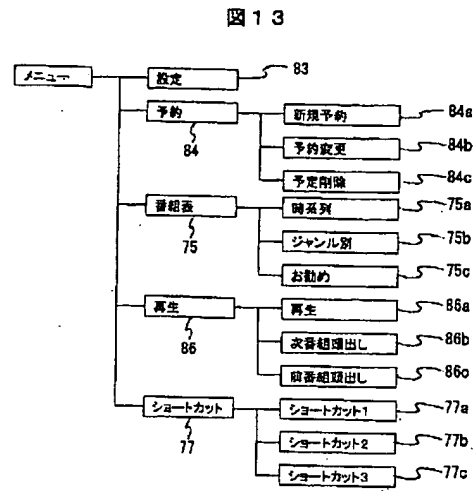 図13
メニュー
設定
83
予約
84
新規予約
84a
予約変更
84b
予定削除
84c
番組表
75
時系列
75a
ジャンル別
75b
お勧め
75c
再生
86
再生
86a
次番組頭出し
86b
前番組頭出し
86c
ショートカット
77
ショートカット1
77a
ショートカット2
77b
ショートカット3
77c